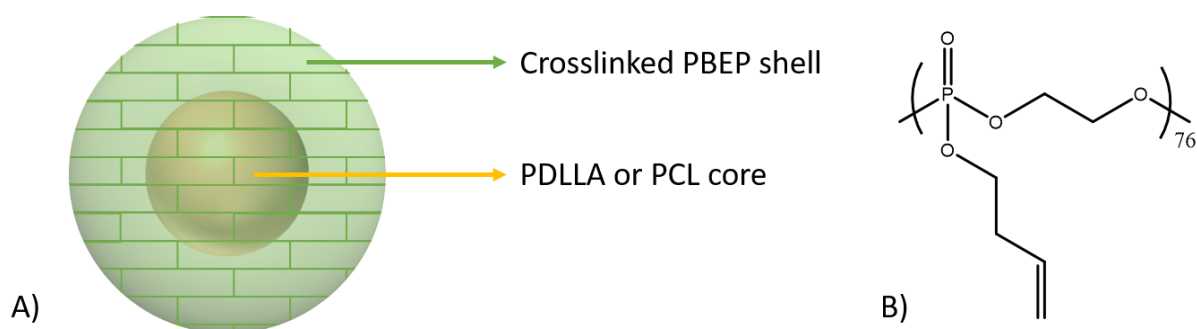 Crosslinked PBEP shell
PDLLA or PCL core
A)
O
P
O
O
O
76
B)